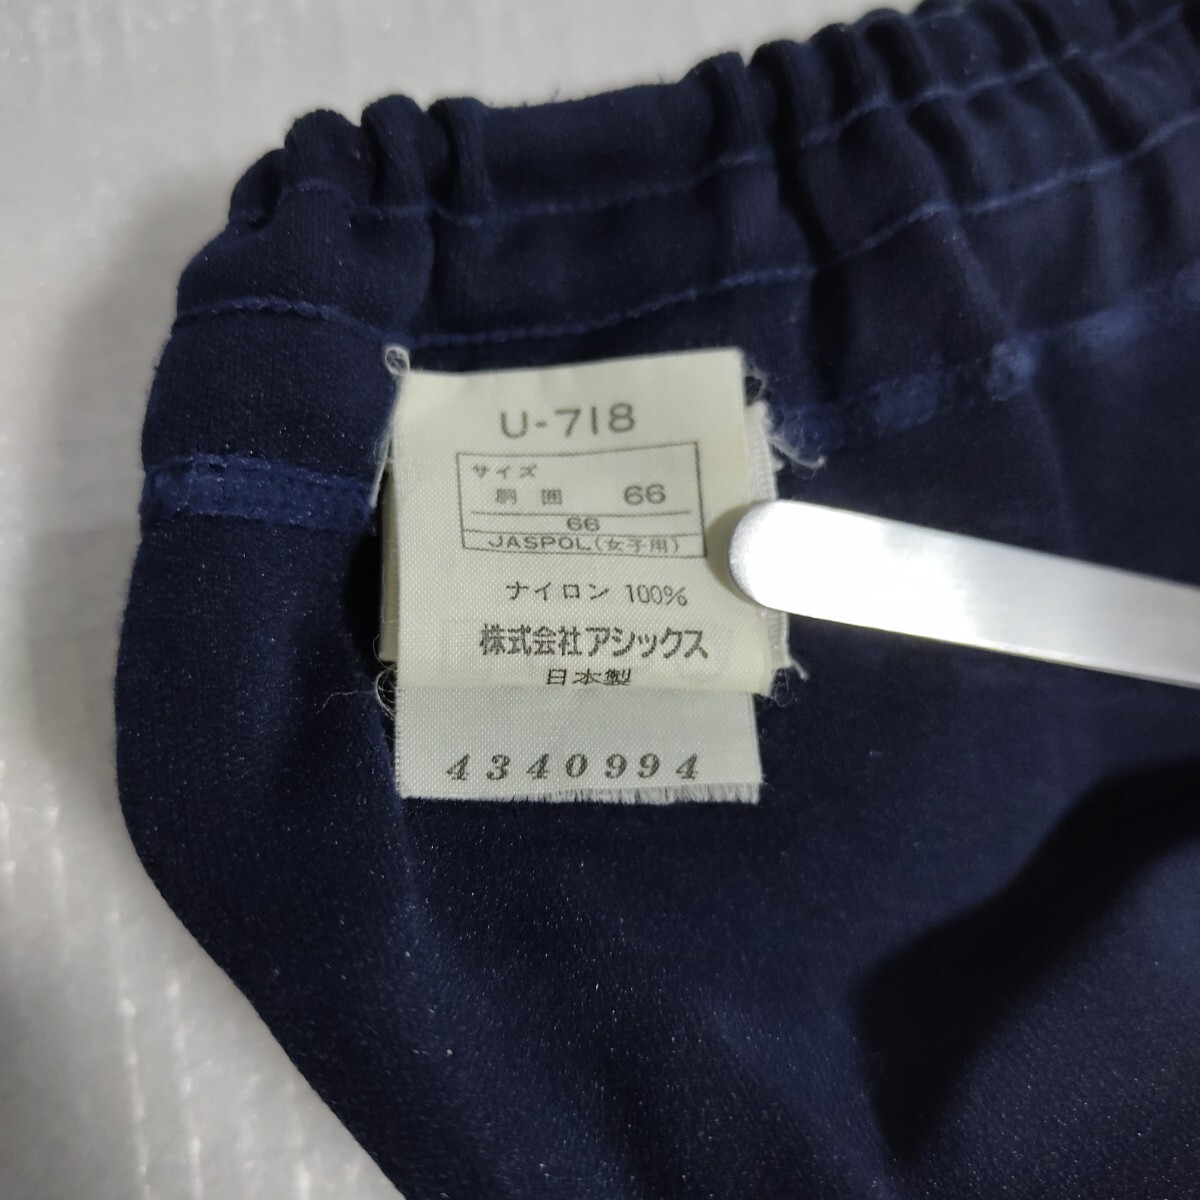 U-718
サイズ
胴囲 66
66
JASPOL(女子用)
ナイロン 100%
株式会社アシックス
日本製
4340994